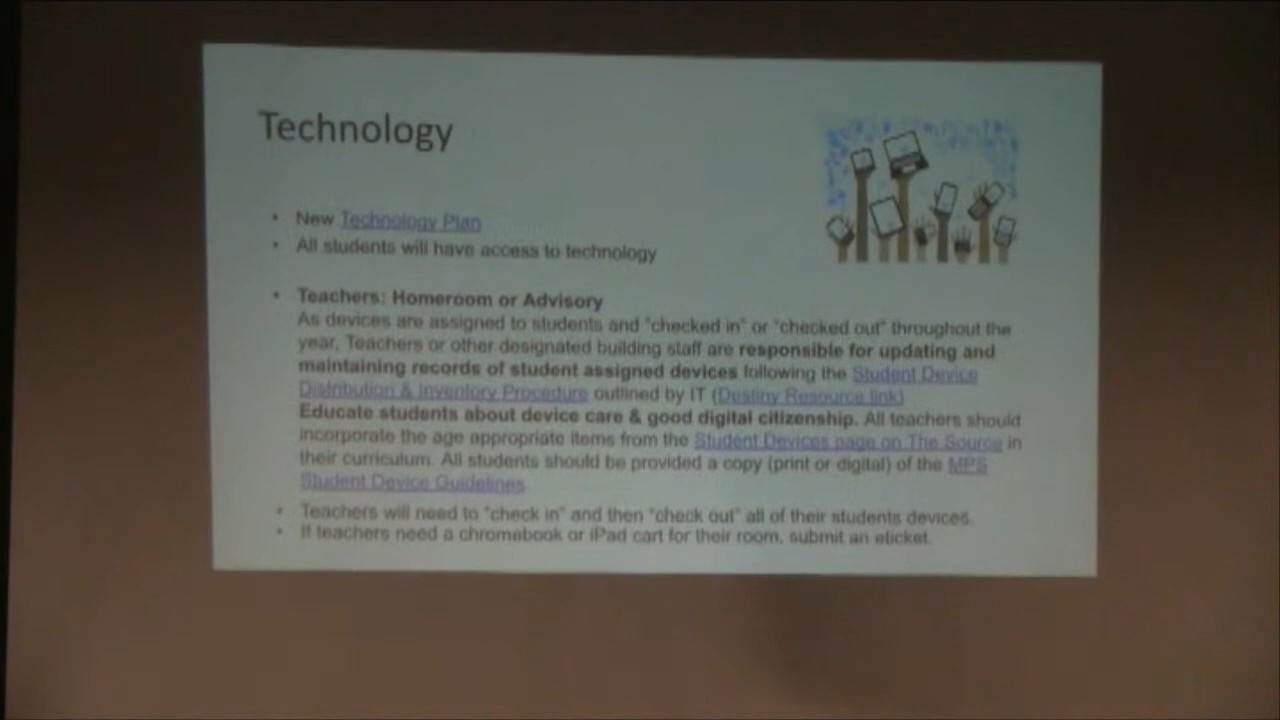 Technology
• New Technology Plan
• All students will have access to technology
• Teachers: Homeroom or Advisory
As devices are assigned to students and "checked in" or "checked out" throughout the
year, Teachers or other designated building staff are responsible for updating and
maintaining records of student assigned devices following the Student Device
Distribution & Inventory Procedure outlined by IT (Destiny Resource link)
Educate students about device care & good digital citizenship. All teachers should
incorporate the age appropriate items from the Student Devices page on The Source in
their curriculum. All students should be provided a copy (print or digital) of the MPS
Student Device Guidelines
• Teachers will need to "check in" and then "check out" all of their students devices.
• If teachers need a chromebook or iPad cart for their room, submit an eticket.